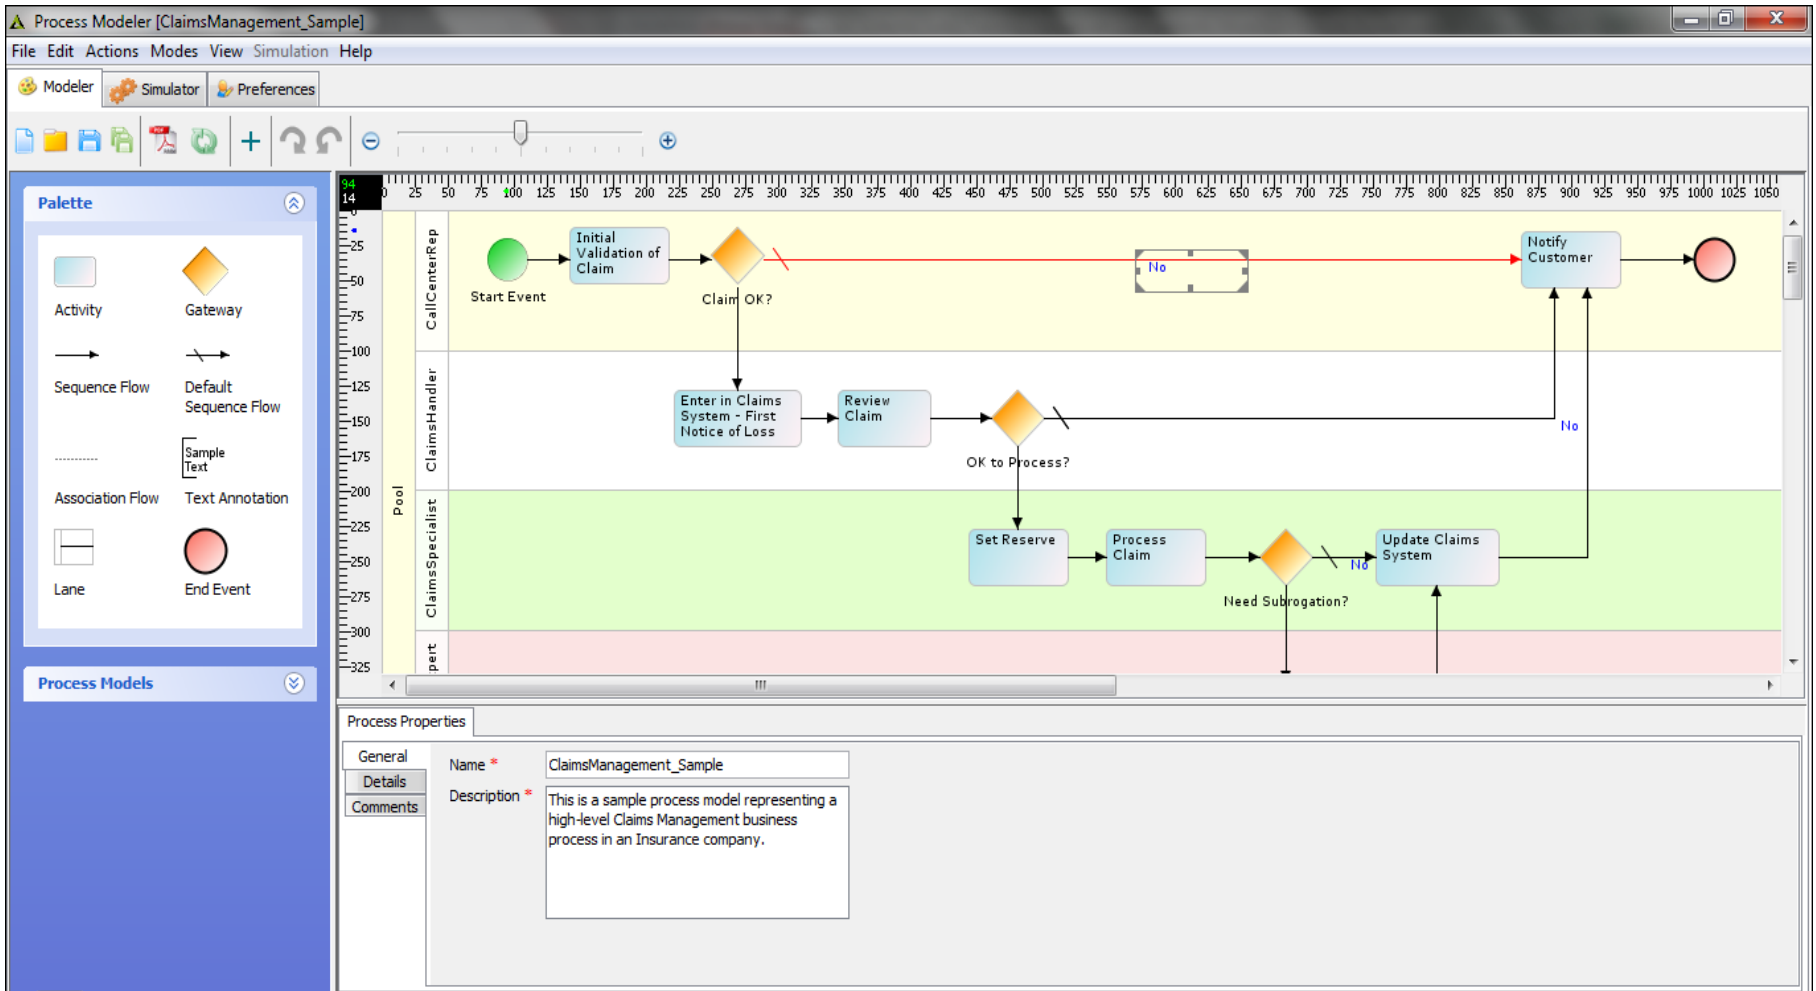 Process Modeler [ClaimsManagement_Sample]
File Edit Actions Modes View Simulation Help
Modeler Simulator Preferences
PDF
Palette
Activity
Gateway
Sequence Flow
Default
Sequence Flow
Sample
Text
Association Flow
Text Annotation
Lane
End Event
Process Models
94
14
0 25 50 75 100 125 150 175 200 225 250 275 300 325 350 375 400 425 450 475 500 525 550 575 600 625 650 675 700 725 750 775 800 825 850 875 900 925 950 975 1000 1025 1050
0
25
50
75
100
125
150
175
200
225
250
275
300
325
Pool
CallCenterRep
Start Event
Initial
Validation of
Claim
Claim OK?
No
Notify
Customer
ClaimsHandler
Enter in Claims
System - First
Notice of Loss
Review
Claim
OK to Process?
No
ClaimsSpecialist
Set Reserve
Process
Claim
Need Subrogation?
No
Update Claims
System
pert
Process Properties
General
Details
Comments
Name *
ClaimsManagement_Sample
Description *
This is a sample process model representing a
high-level Claims Management business
process in an Insurance company.